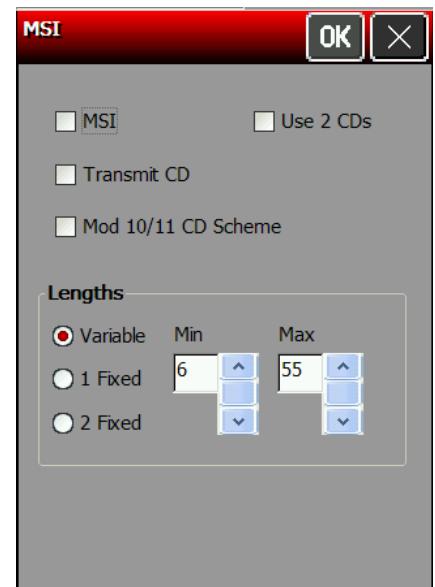 MSI OK
MSI Use 2 CDs
Transmit CD
Mod 10/11 CD Scheme
Lengths
Variable Min Max
1 Fixed 6 55
2 Fixed